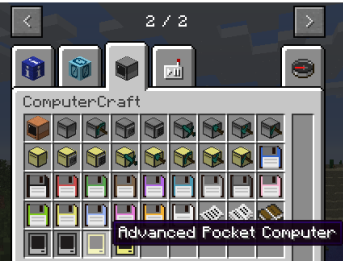 2 / 2
ComputerCraft
Advanced Pocket Computer